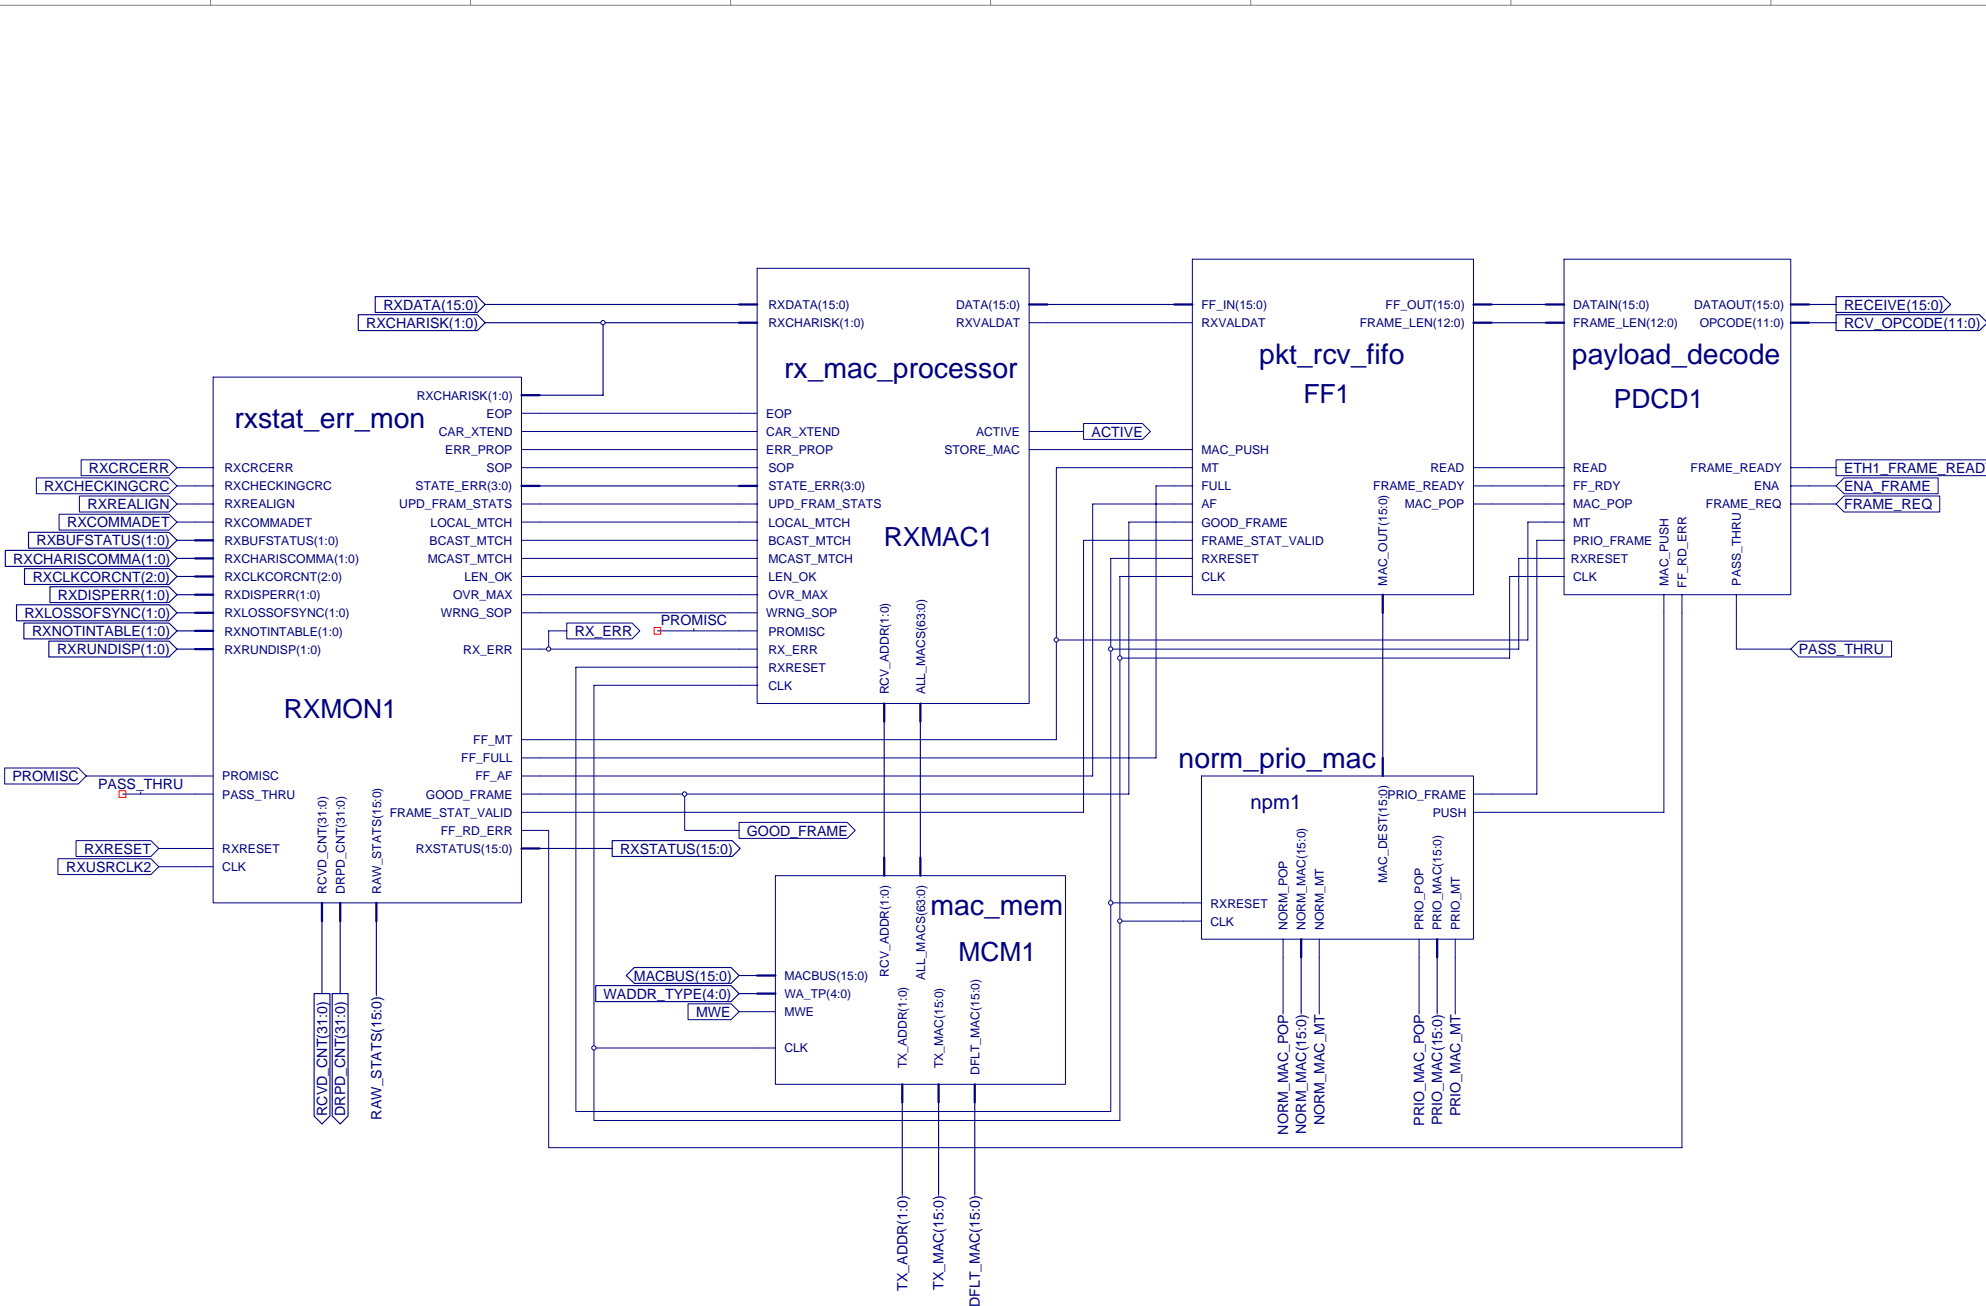 RXDATA(15:0)
RXCHARISK(1:0)
RXCRCERR
RXCHECKINGCRC
RXREALIGN
RXCOMMADET
RXBUFSTATUS(1:0)
RXCHARISCOMMA(1:0)
RXCLKCORCNT(2:0)
RXDISPERR(1:0)
RXLOSSOFSYNC(1:0)
RXNOTINTABLE(1:0)
RXRUNDISP(1:0)
PROMISC
PASS_THRU
RXRESET
RXUSRCLK2
rxstat_err_mon
RXCRCERR
RXCHECKINGCRC
RXREALIGN
RXCOMMADET
RXBUFSTATUS(1:0)
RXCHARISCOMMA(1:0)
RXCLKCORCNT(2:0)
RXDISPERR(1:0)
RXLOSSOFSYNC(1:0)
RXNOTINTABLE(1:0)
RXRUNDISP(1:0)
RXMON1
PROMISC
PASS_THRU
RXRESET
CLK
RXCHARISK(1:0)
EOP
CAR_XTEND
ERR_PROP
SOP
STATE_ERR(3:0)
UPD_FRAM_STATS
LOCAL_MTCH
BCAST_MTCH
MCAST_MTCH
LEN_OK
OVR_MAX
WRNG_SOP
RX_ERR
FF_MT
FF_FULL
FF_AF
GOOD_FRAME
FRAME_STAT_VALID
FF_RD_ERR
RXSTATUS(15:0)
RCVD_CNT(31:0)
DRPD_CNT(31:0)
RAW_STATS(15:0)
RCVD_CNT(31:0)
DRPD_CNT(31:0)
RAW_STATS(15:0)
RX_ERR
PROMISC
GOOD_FRAME
RXSTATUS(15:0)
RXDATA(15:0)
RXCHARISK(1:0)
rx_mac_processor
EOP
CAR_XTEND
ERR_PROP
SOP
STATE_ERR(3:0)
UPD_FRAM_STATS
LOCAL_MTCH
BCAST_MTCH
MCAST_MTCH
LEN_OK
OVR_MAX
WRNG_SOP
PROMISC
RX_ERR
RXRESET
CLK
DATA(15:0)
RXVALDAT
ACTIVE
STORE_MAC
RXMAC1
RCV_ADDR(1:0)
ALL_MACS(63:0)
ACTIVE
mac_mem
MCM1
RCV_ADDR(1:0)
ALL_MACS(63:0)
MACBUS(15:0)
WADDR_TYPE(4:0)
MWE
MACBUS(15:0)
WA_TP(4:0)
MWE
CLK
TX_ADDR(1:0)
TX_MAC(15:0)
DFLT_MAC(15:0)
TX_ADDR(1:0)
TX_MAC(15:0)
DFLT_MAC(15:0)
FF_IN(15:0)
RXVALDAT
pkt_rcv_fifo
FF1
MAC_PUSH
MT
FULL
AF
GOOD_FRAME
FRAME_STAT_VALID
RXRESET
CLK
FF_OUT(15:0)
FRAME_LEN(12:0)
READ
FRAME_READY
MAC_POP
MAC_OUT(15:0)
norm_prio_mac
npm1
MAC_DEST(15:0)
PRIO_FRAME
PUSH
RXRESET
CLK
NORM_POP
NORM_MAC(15:0)
NORM_MT
PRIO_POP
PRIO_MAC(15:0)
PRIO_MT
NORM_MAC_POP
NORM_MAC(15:0)
NORM_MAC_MT
PRIO_MAC_POP
PRIO_MAC(15:0)
PRIO_MAC_MT
DATAIN(15:0)
FRAME_LEN(12:0)
payload_decode
PDCD1
READ
FF_RDY
MAC_POP
MT
PRIO_FRAME
RXRESET
CLK
DATAOUT(15:0)
OPCODE(11:0)
FRAME_READY
ENA
FRAME_REQ
MAC_PUSH
FF_RD_ERR
PASS_THRU
RECEIVE(15:0)
RCV_OPCODE(11:0)
ETH1_FRAME_READ
ENA_FRAME
FRAME_REQ
PASS_THRU